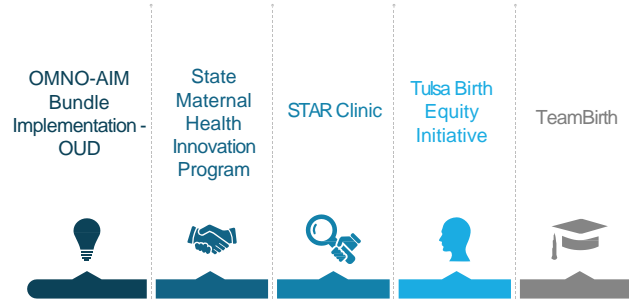 OMNO-AIM
Bundle
Implementation -
OUD
State
Maternal
Health
Innovation
Program
STAR Clinic
Tulsa Birth
Equity
Initiative
TeamBirth